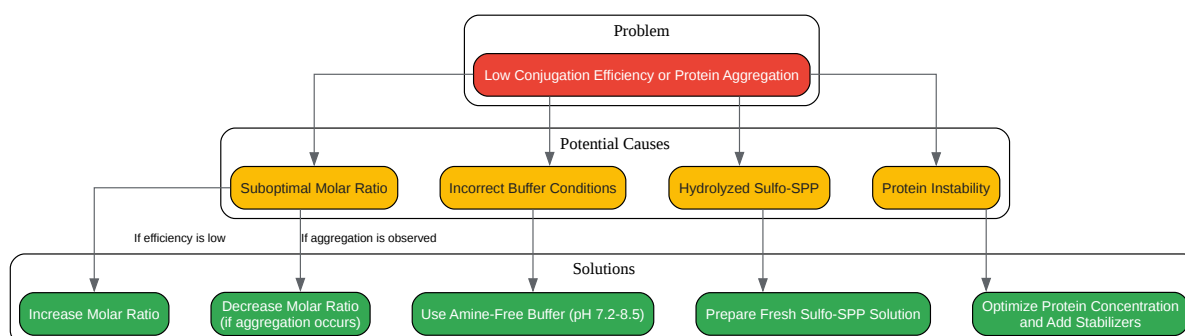 Problem
Low Conjugation Efficiency or Protein Aggregation
Potential Causes
Suboptimal Molar Ratio
Incorrect Buffer Conditions
Hydrolyzed Sulfo-SPP
Protein Instability
If efficiency is low
If aggregation is observed
Solutions
Increase Molar Ratio
Decrease Molar Ratio
(if aggregation occurs)
Use Amine-Free Buffer (pH 7.2-8.5)
Prepare Fresh Sulfo-SPP Solution
Optimize Protein Concentration
and Add Stabilizers